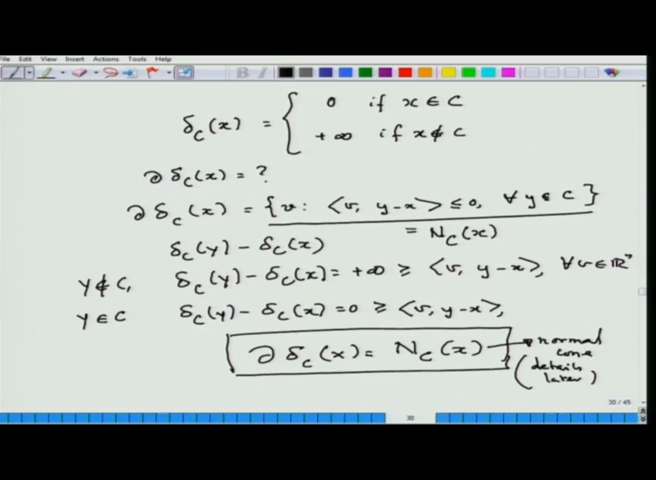 File Edit View Insert Actions Tools Help
δ_C(x) = { 0 if x ∈ C
+∞ if x ∉ C
∂δ_C(x) = ?
∂δ_C(x) = {v : <v, y-x> ≤ 0, ∀ y ∈ C}
= N_C(x)
δ_C(y) - δ_C(x)
y ∉ C, δ_C(y) - δ_C(x) = +∞ ≥ <v, y-x>, ∀ v ∈ ℝⁿ
y ∈ C δ_C(y) - δ_C(x) = 0 ≥ <v, y-x>,
∂δ_C(x) = N_C(x) → normal cone
(details later)
30 / 45
30